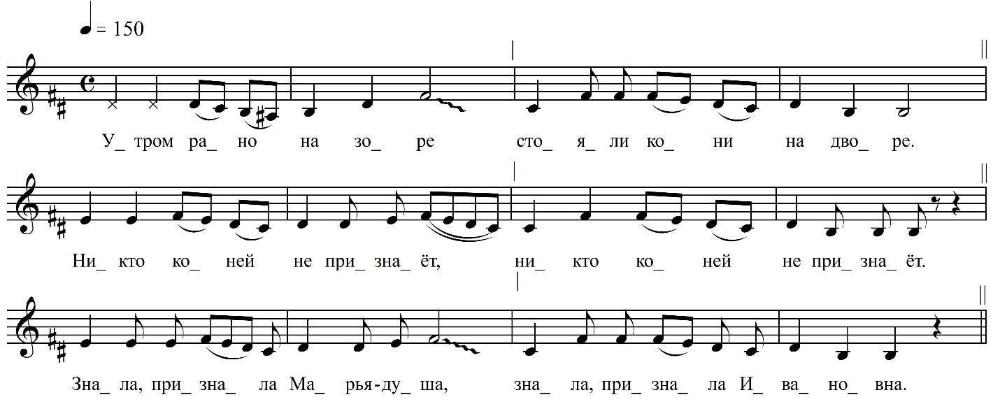 = 150
У_ тром ра_ но на зо_ ре сто_ я_ ли ко_ ни на дво_ ре.
Ни_ кто ко_ ней не при_ зна_ ёт, ни_ кто ко_ ней не при_ зна_ ёт.
Зна_ ла, при_ зна_ ла Ма_ рья-ду_ ша, зна_ ла, при_ зна_ ла И_ ва_ но_ вна.